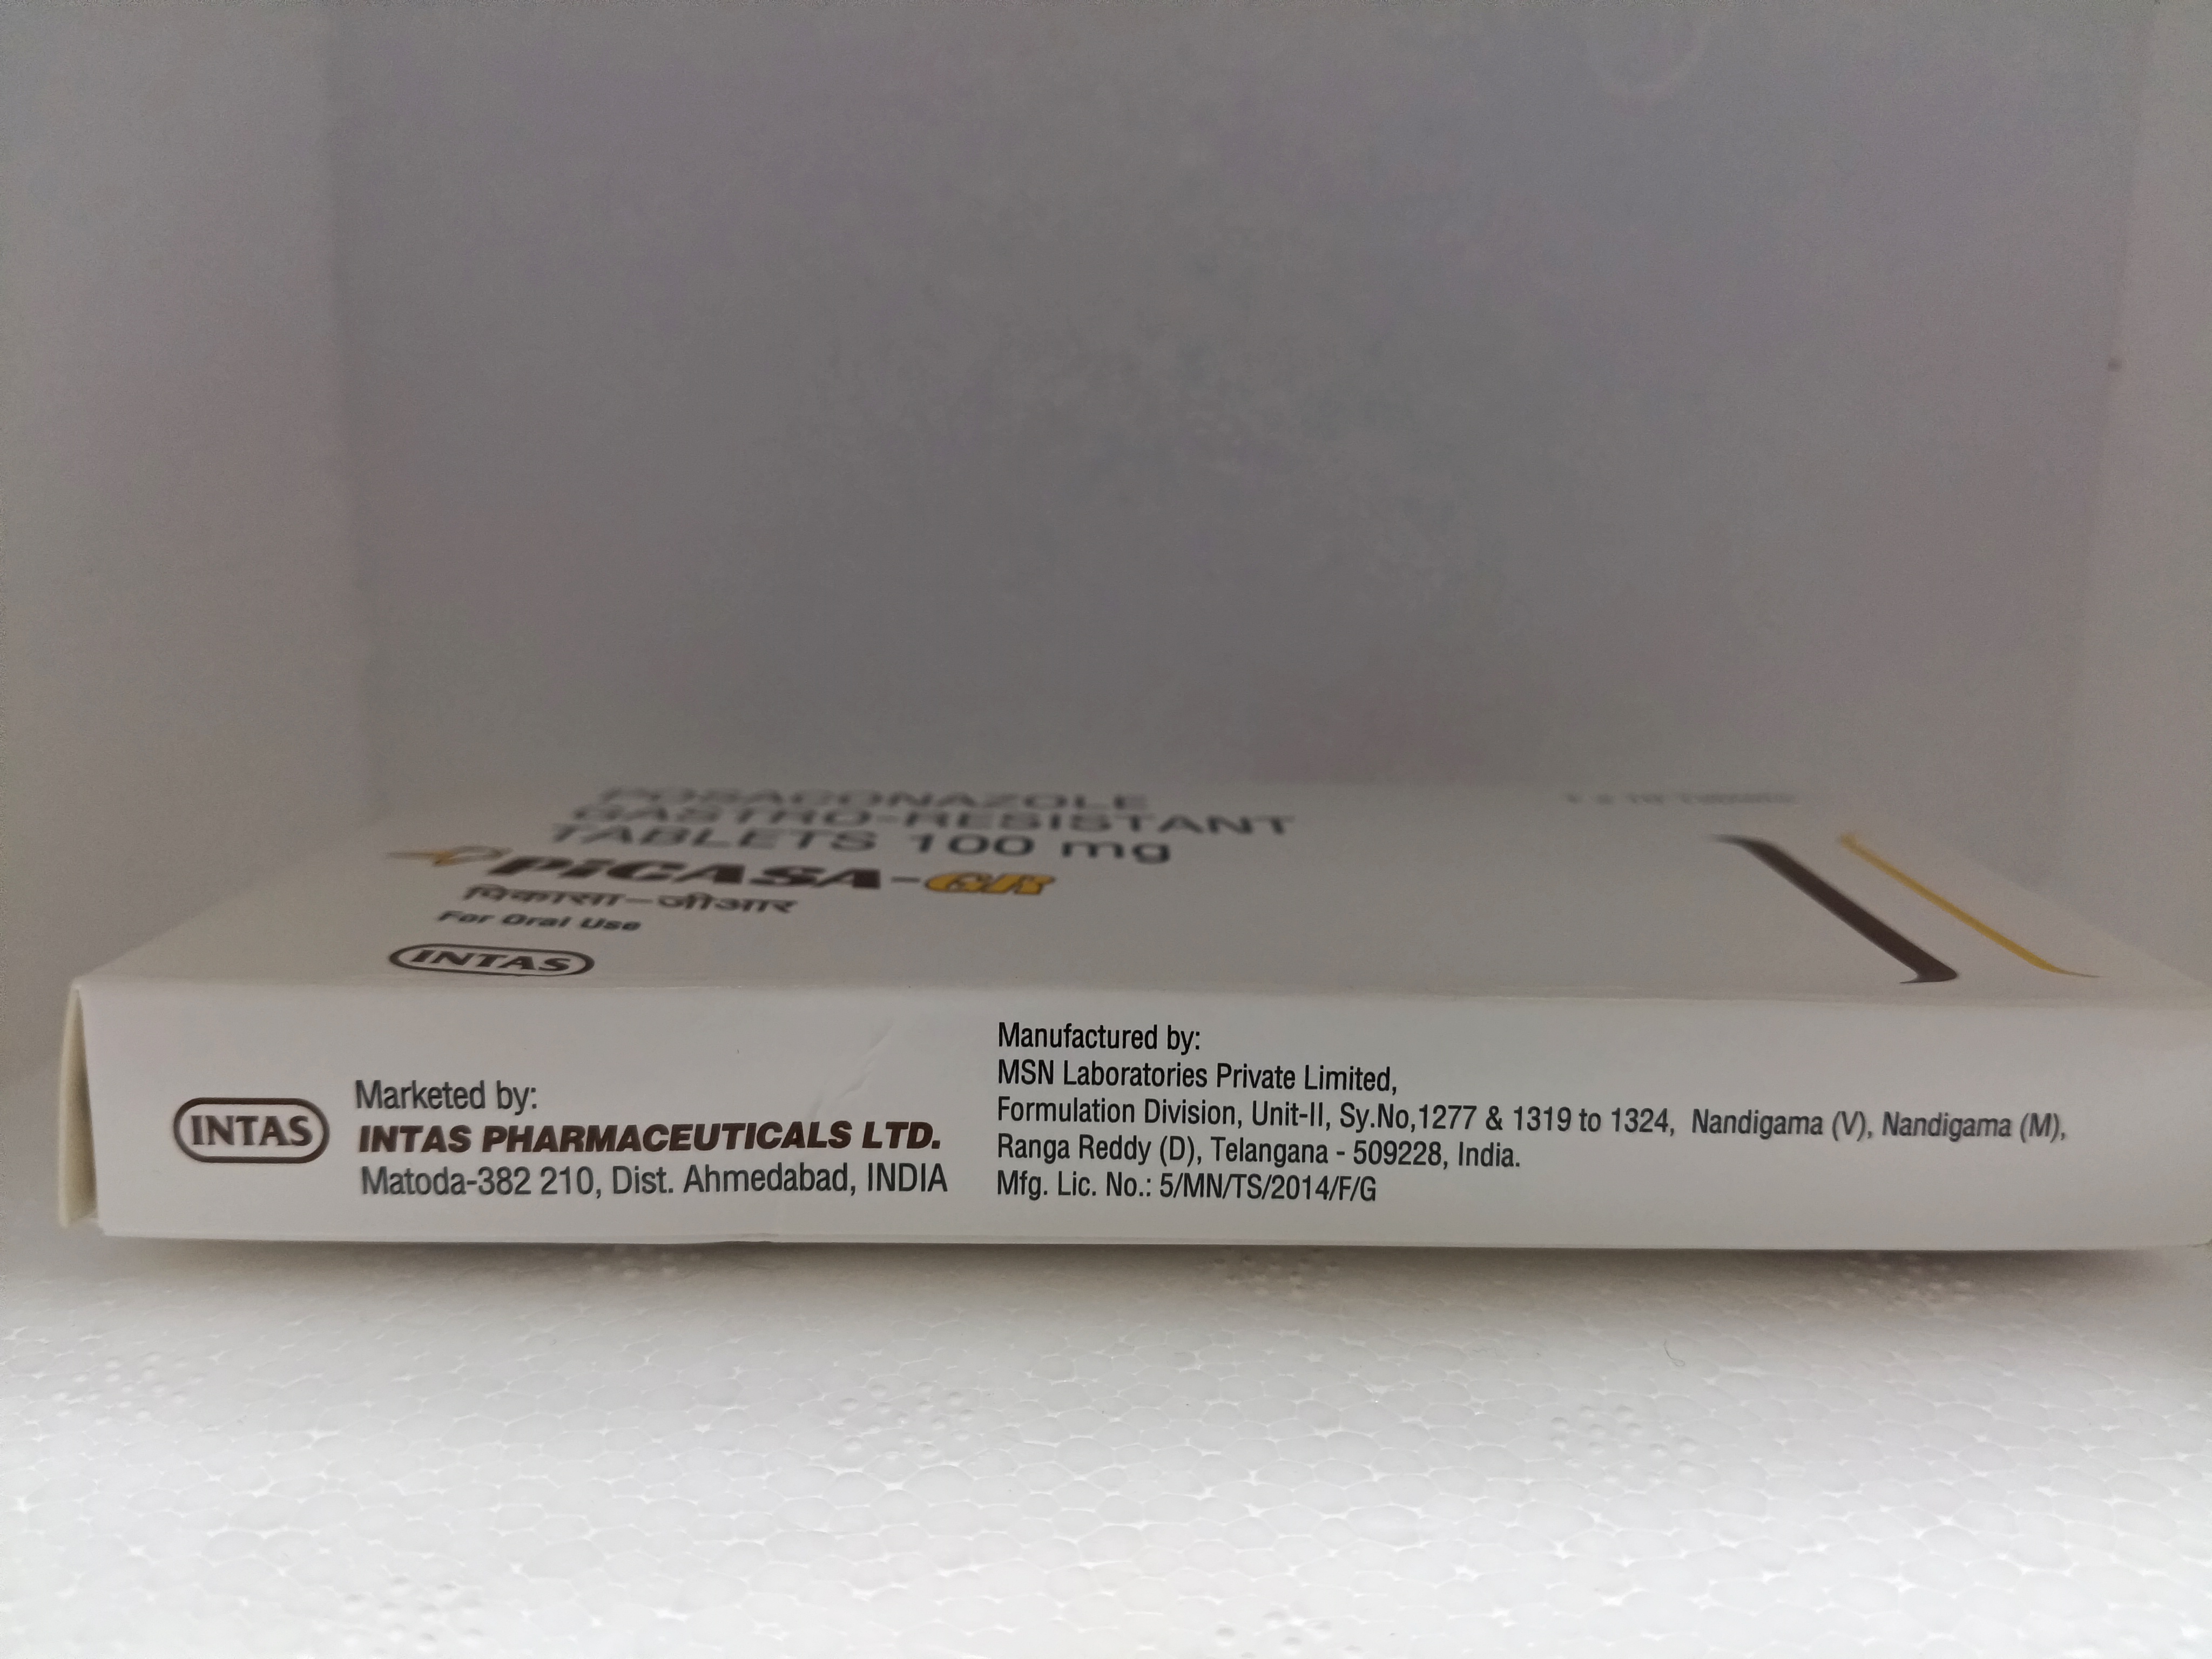 POSACONAZOLE
GASTRO-RESISTANT
TABLETS 100 mg
PiCASA-GR
पिकासा-जीआर
For Oral Use
INTAS
INTAS
Marketed by:
INTAS PHARMACEUTICALS LTD.
Matoda-382 210, Dist. Ahmedabad, INDIA
Manufactured by:
MSN Laboratories Private Limited,
Formulation Division, Unit-II, Sy.No,1277 & 1319 to 1324, Nandigama (V), Nandigama (M),
Ranga Reddy (D), Telangana - 509228, India.
Mfg. Lic. No.: 5/MN/TS/2014/F/G